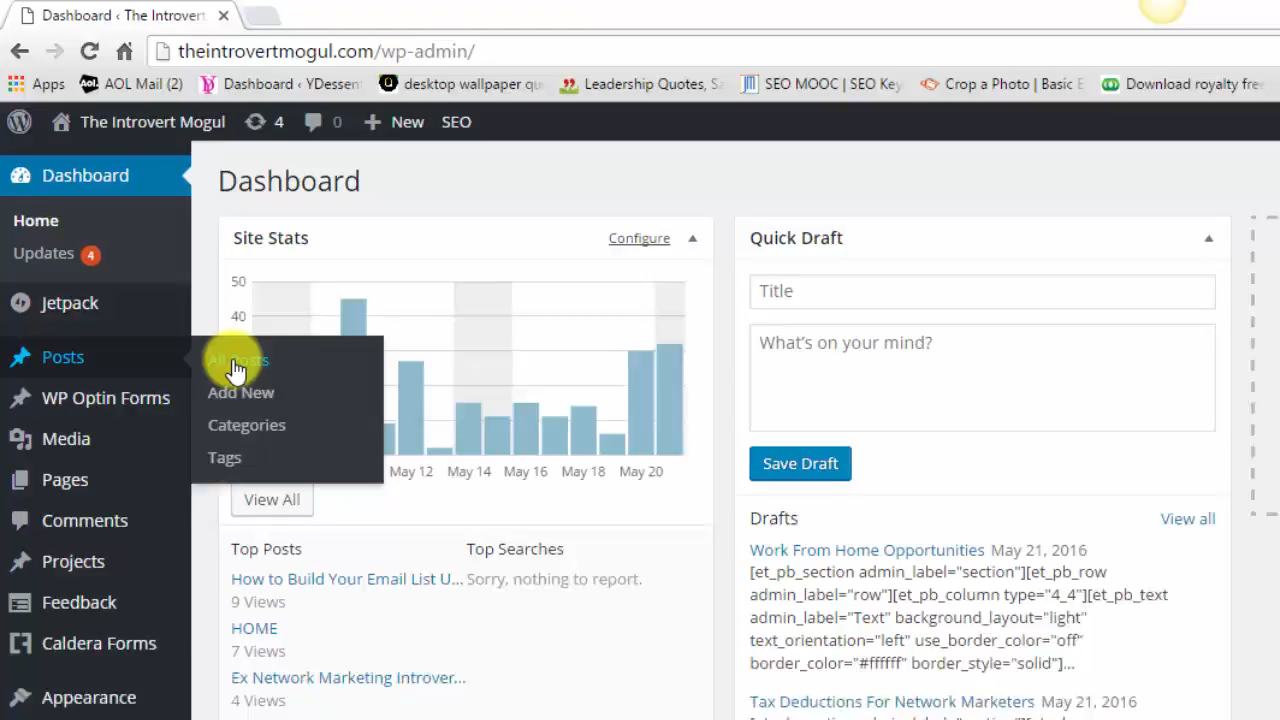 Dashboard ‹ The Introvert
theintrovertmogul.com/wp-admin/
Apps AOL Mail (2) Dashboard ‹ YDessent desktop wallpaper qu Leadership Quotes, Sa SEO MOOC | SEO Key Crop a Photo | Basic E Download royalty free
The Introvert Mogul 4 0 New SEO
Dashboard
Home
Updates 4
Jetpack
Posts
WP Optin Forms
Media
Pages
Comments
Projects
Feedback
Caldera Forms
Appearance
All Posts
Add New
Categories
Tags
Dashboard
Site Stats Configure
50
40
May 12 May 14 May 16 May 18 May 20
View All
Top Posts Top Searches
How to Build Your Email List U... Sorry, nothing to report.
9 Views
HOME
7 Views
Ex Network Marketing Introver...
4 Views
Quick Draft
Title
What's on your mind?
Save Draft
Drafts View all
Work From Home Opportunities May 21, 2016
[et_pb_section admin_label="section"][et_pb_row
admin_label="row"][et_pb_column type="4_4"][et_pb_text
admin_label="Text" background_layout="light"
text_orientation="left" use_border_color="off"
border_color="#ffffff" border_style="solid"]...
Tax Deductions For Network Marketers May 21, 2016